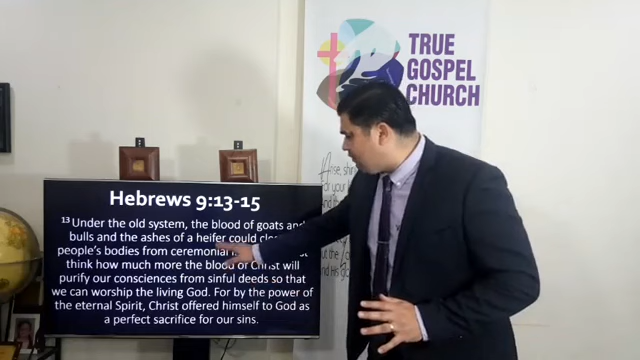 TRUE
GOSPEL
CHURCH
Hebrews 9:13-15
13 Under the old system, the blood of goats and
bulls and the ashes of a heifer could
people's bodies from ceremonial
think how much more the blood of Christ will
purify our consciences from sinful deeds so that
we can worship the living God. For by the power of
the eternal Spirit, Christ offered himself to God as
a perfect sacrifice for our sins.